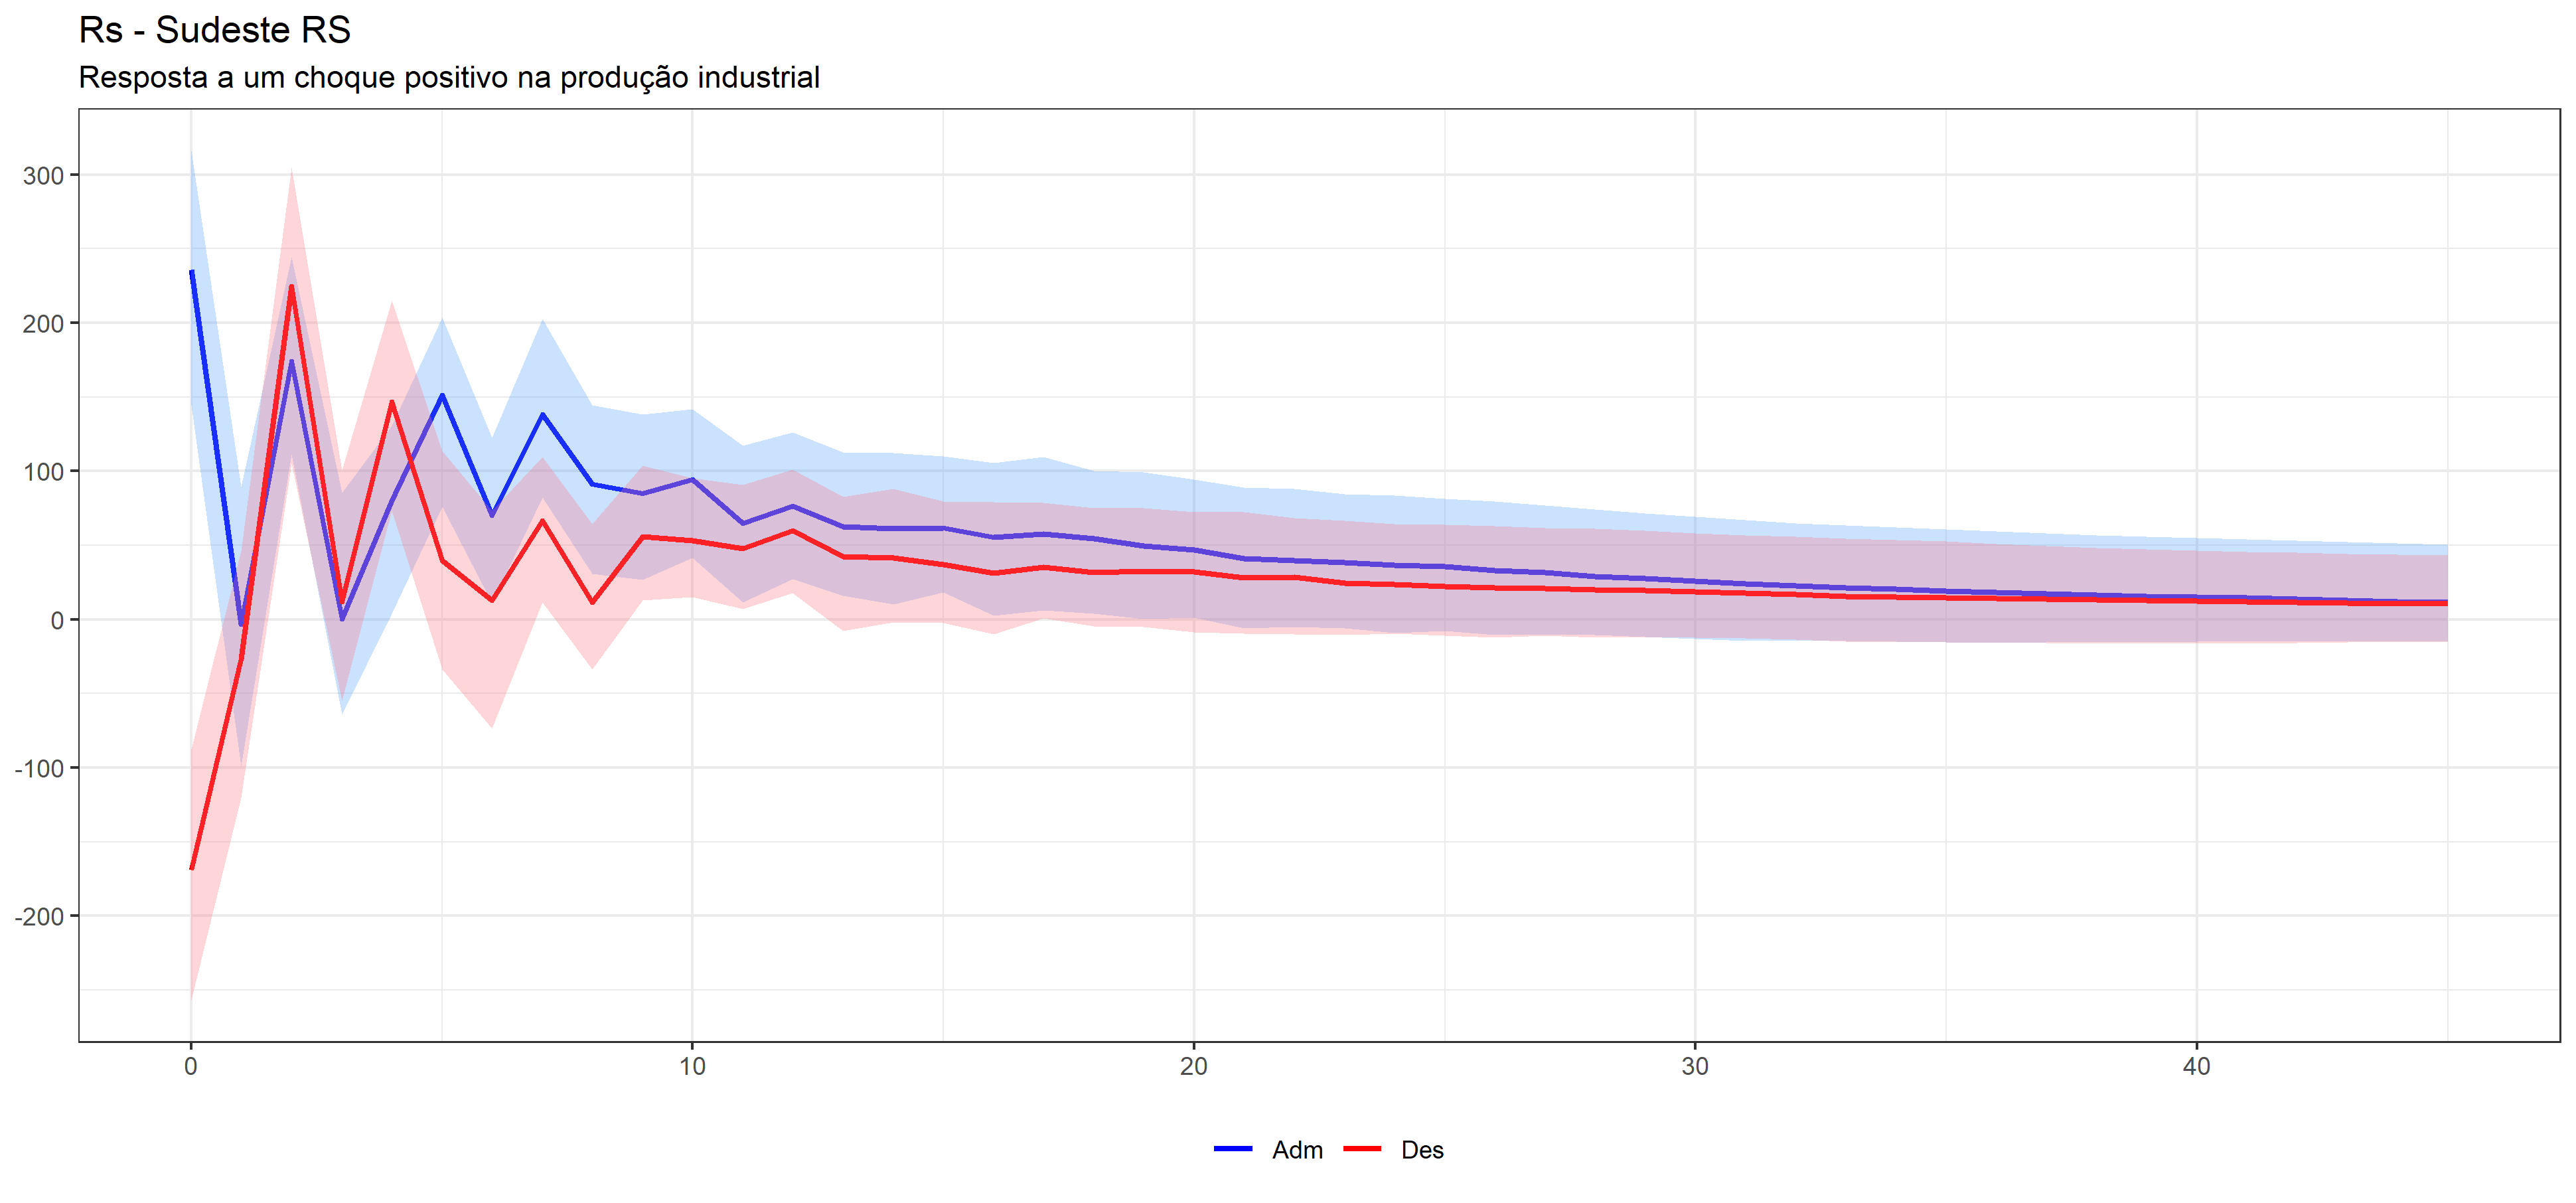 Rs - Sudeste RS
Resposta a um choque positivo na produção industrial
300
200
100
0
-100
-200
0 10 20 30 40
Adm Des